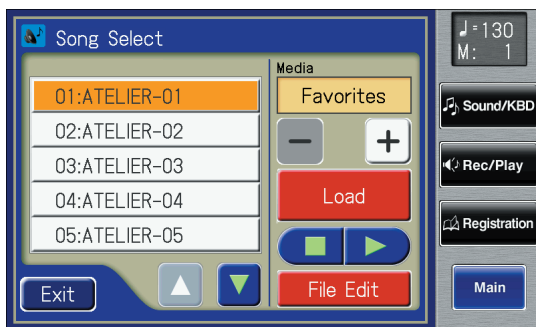 Song Select
01:ATELIER-01
02:ATELIER-02
03:ATELIER-03
04:ATELIER-04
05:ATELIER-05
Exit
Media
Favorites
- +
Load
File Edit
♩=130
M: 1
Sound/KBD
Rec/Play
Registration
Main